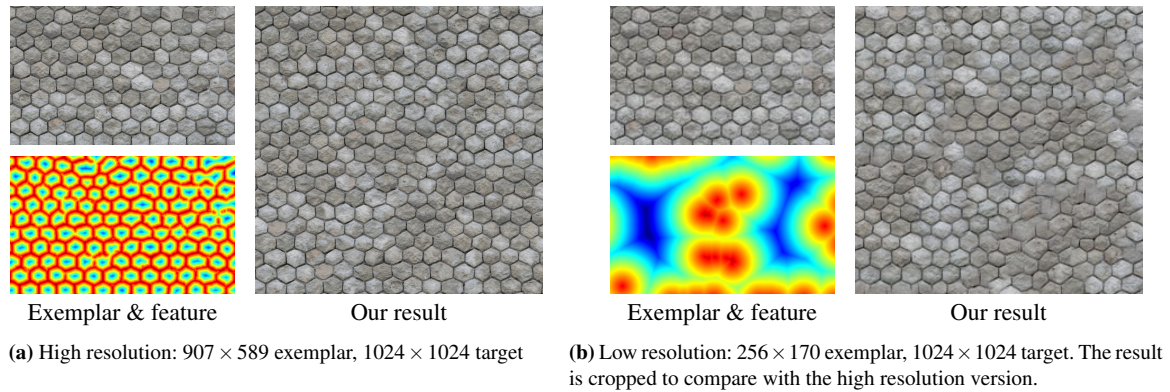 Exemplar & feature
Our result
(a) High resolution: 907 × 589 exemplar, 1024 × 1024 target
Exemplar & feature
Our result
(b) Low resolution: 256 × 170 exemplar, 1024 × 1024 target. The result
is cropped to compare with the high resolution version.